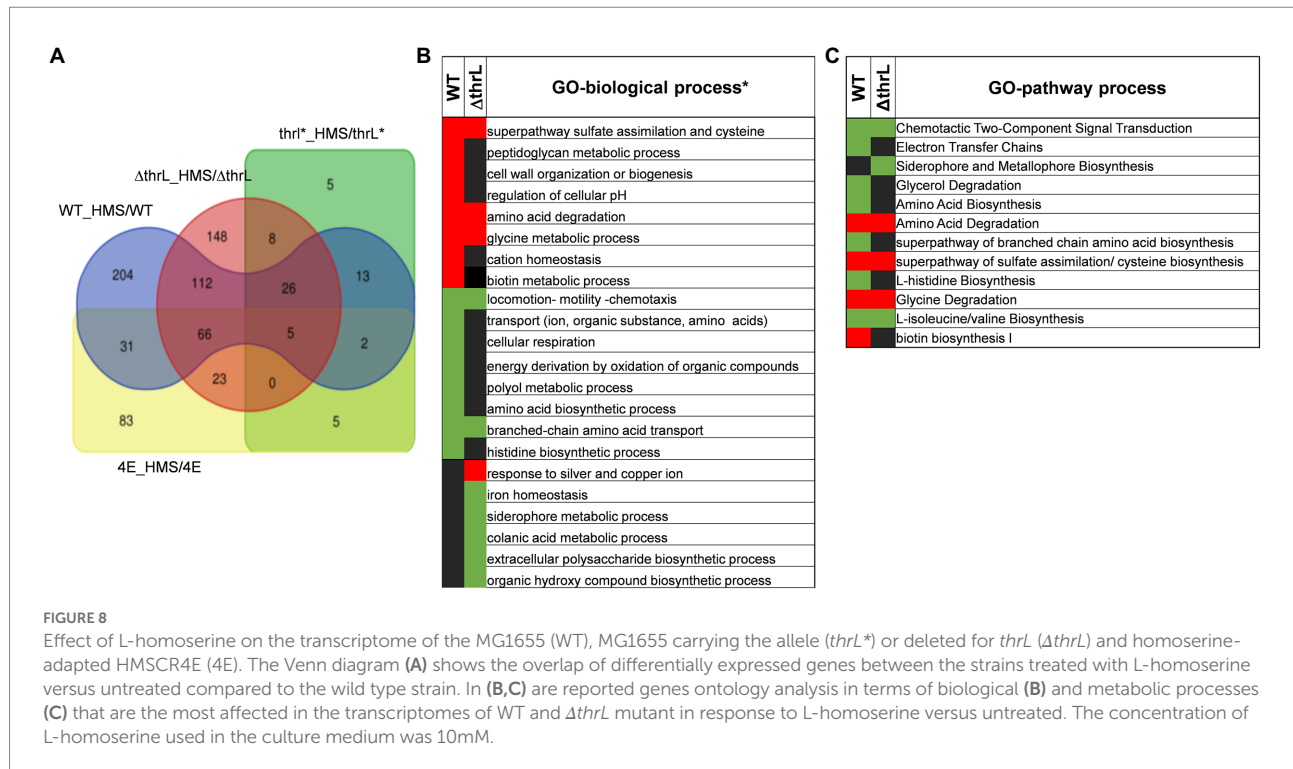 A
thrl*_HMS/thrL*
ΔthrL_HMS/ΔthrL
WT_HMS/WT
5
148
8
204
112
26
13
66
5
31
2
23
0
83
5
4E_HMS/4E
B
WT
ΔthrL
GO-biological process*
superpathway sulfate assimilation and cysteine
peptidoglycan metabolic process
cell wall organization or biogenesis
regulation of cellular pH
amino acid degradation
glycine metabolic process
cation homeostasis
biotin metabolic process
locomotion- motility -chemotaxis
transport (ion, organic substance, amino acids)
cellular respiration
energy derivation by oxidation of organic compounds
polyol metabolic process
amino acid biosynthetic process
branched-chain amino acid transport
histidine biosynthetic process
response to silver and copper ion
iron homeostasis
siderophore metabolic process
colanic acid metabolic process
extracellular polysaccharide biosynthetic process
organic hydroxy compound biosynthetic process
C
WT
ΔthrL
GO-pathway process
Chemotactic Two-Component Signal Transduction
Electron Transfer Chains
Siderophore and Metallophore Biosynthesis
Glycerol Degradation
Amino Acid Biosynthesis
Amino Acid Degradation
superpathway of branched chain amino acid biosynthesis
superpathway of sulfate assimilation/ cysteine biosynthesis
L-histidine Biosynthesis
Glycine Degradation
L-isoleucine/valine Biosynthesis
biotin biosynthesis I
FIGURE 8
Effect of L-homoserine on the transcriptome of the MG1655 (WT), MG1655 carrying the allele (thrL*) or deleted for thrL (ΔthrL) and homoserine-
adapted HMSCR4E (4E). The Venn diagram (A) shows the overlap of differentially expressed genes between the strains treated with L-homoserine
versus untreated compared to the wild type strain. In (B,C) are reported genes ontology analysis in terms of biological (B) and metabolic processes
(C) that are the most affected in the transcriptomes of WT and ΔthrL mutant in response to L-homoserine versus untreated. The concentration of
L-homoserine used in the culture medium was 10mM.